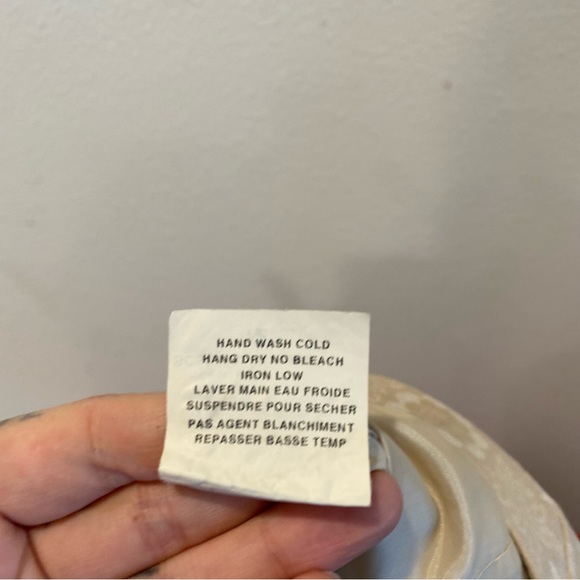 HAND WASH COLD
HANG DRY NO BLEACH
IRON LOW
LAVER MAIN EAU FROIDE
SUSPENDRE POUR SECHER
PAS AGENT BLANCHIMENT
REPASSER BASSE TEMP